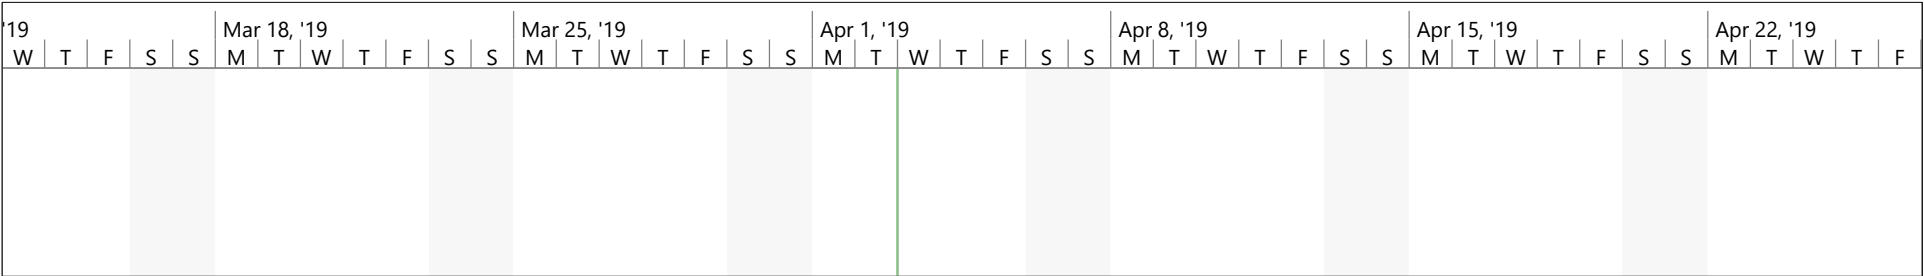 '19 Mar 18, '19 Mar 25, '19 Apr 1, '19 Apr 8, '19 Apr 15, '19 Apr 22, '19
W T F S S M T W T F S S M T W T F S S M T W T F S S M T W T F S S M T W T F S S M T W T F